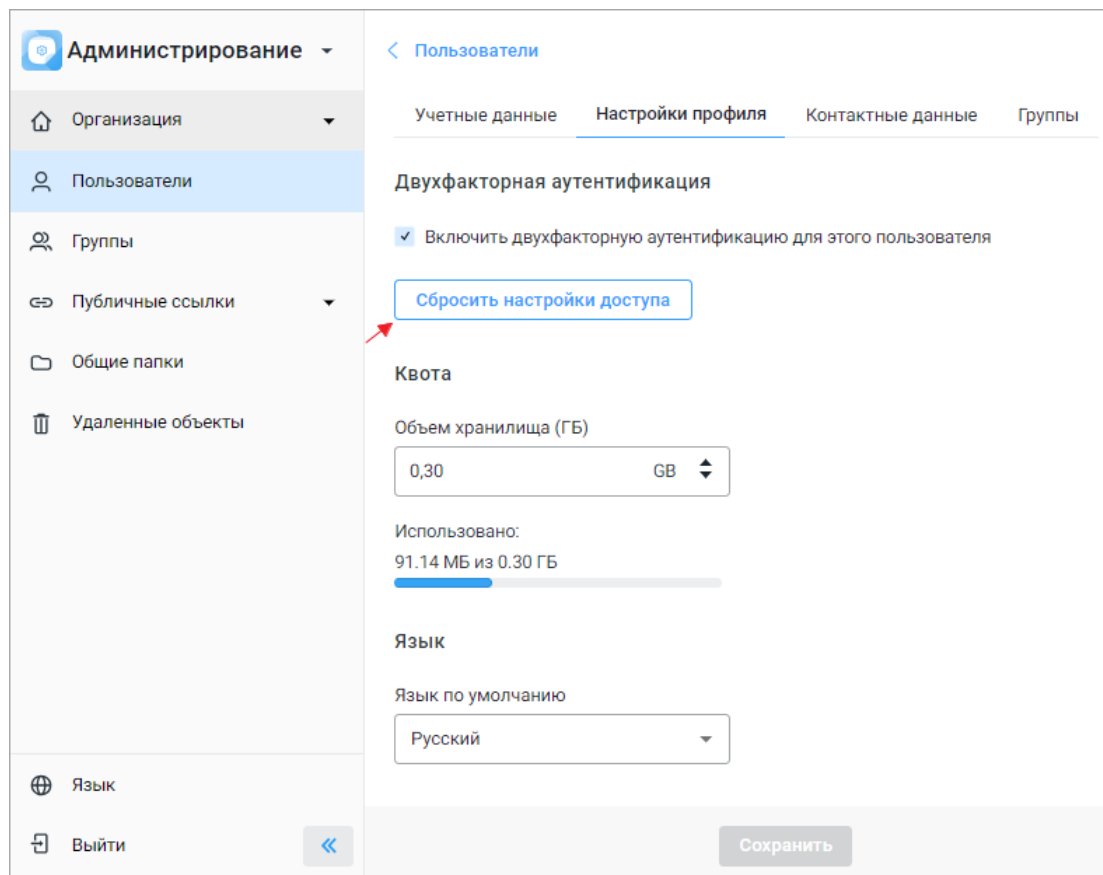 Администрирование
Организация
Пользователи
Группы
Публичные ссылки
Общие папки
Удаленные объекты
Язык
Выйти
Пользователи
Учетные данные Настройки профиля Контактные данные Группы
Двухфакторная аутентификация
Включить двухфакторную аутентификацию для этого пользователя
Сбросить настройки доступа
Квота
Объем хранилища (ГБ)
0,30 GB
Использовано:
91.14 МБ из 0.30 ГБ
Язык
Язык по умолчанию
Русский
Сохранить